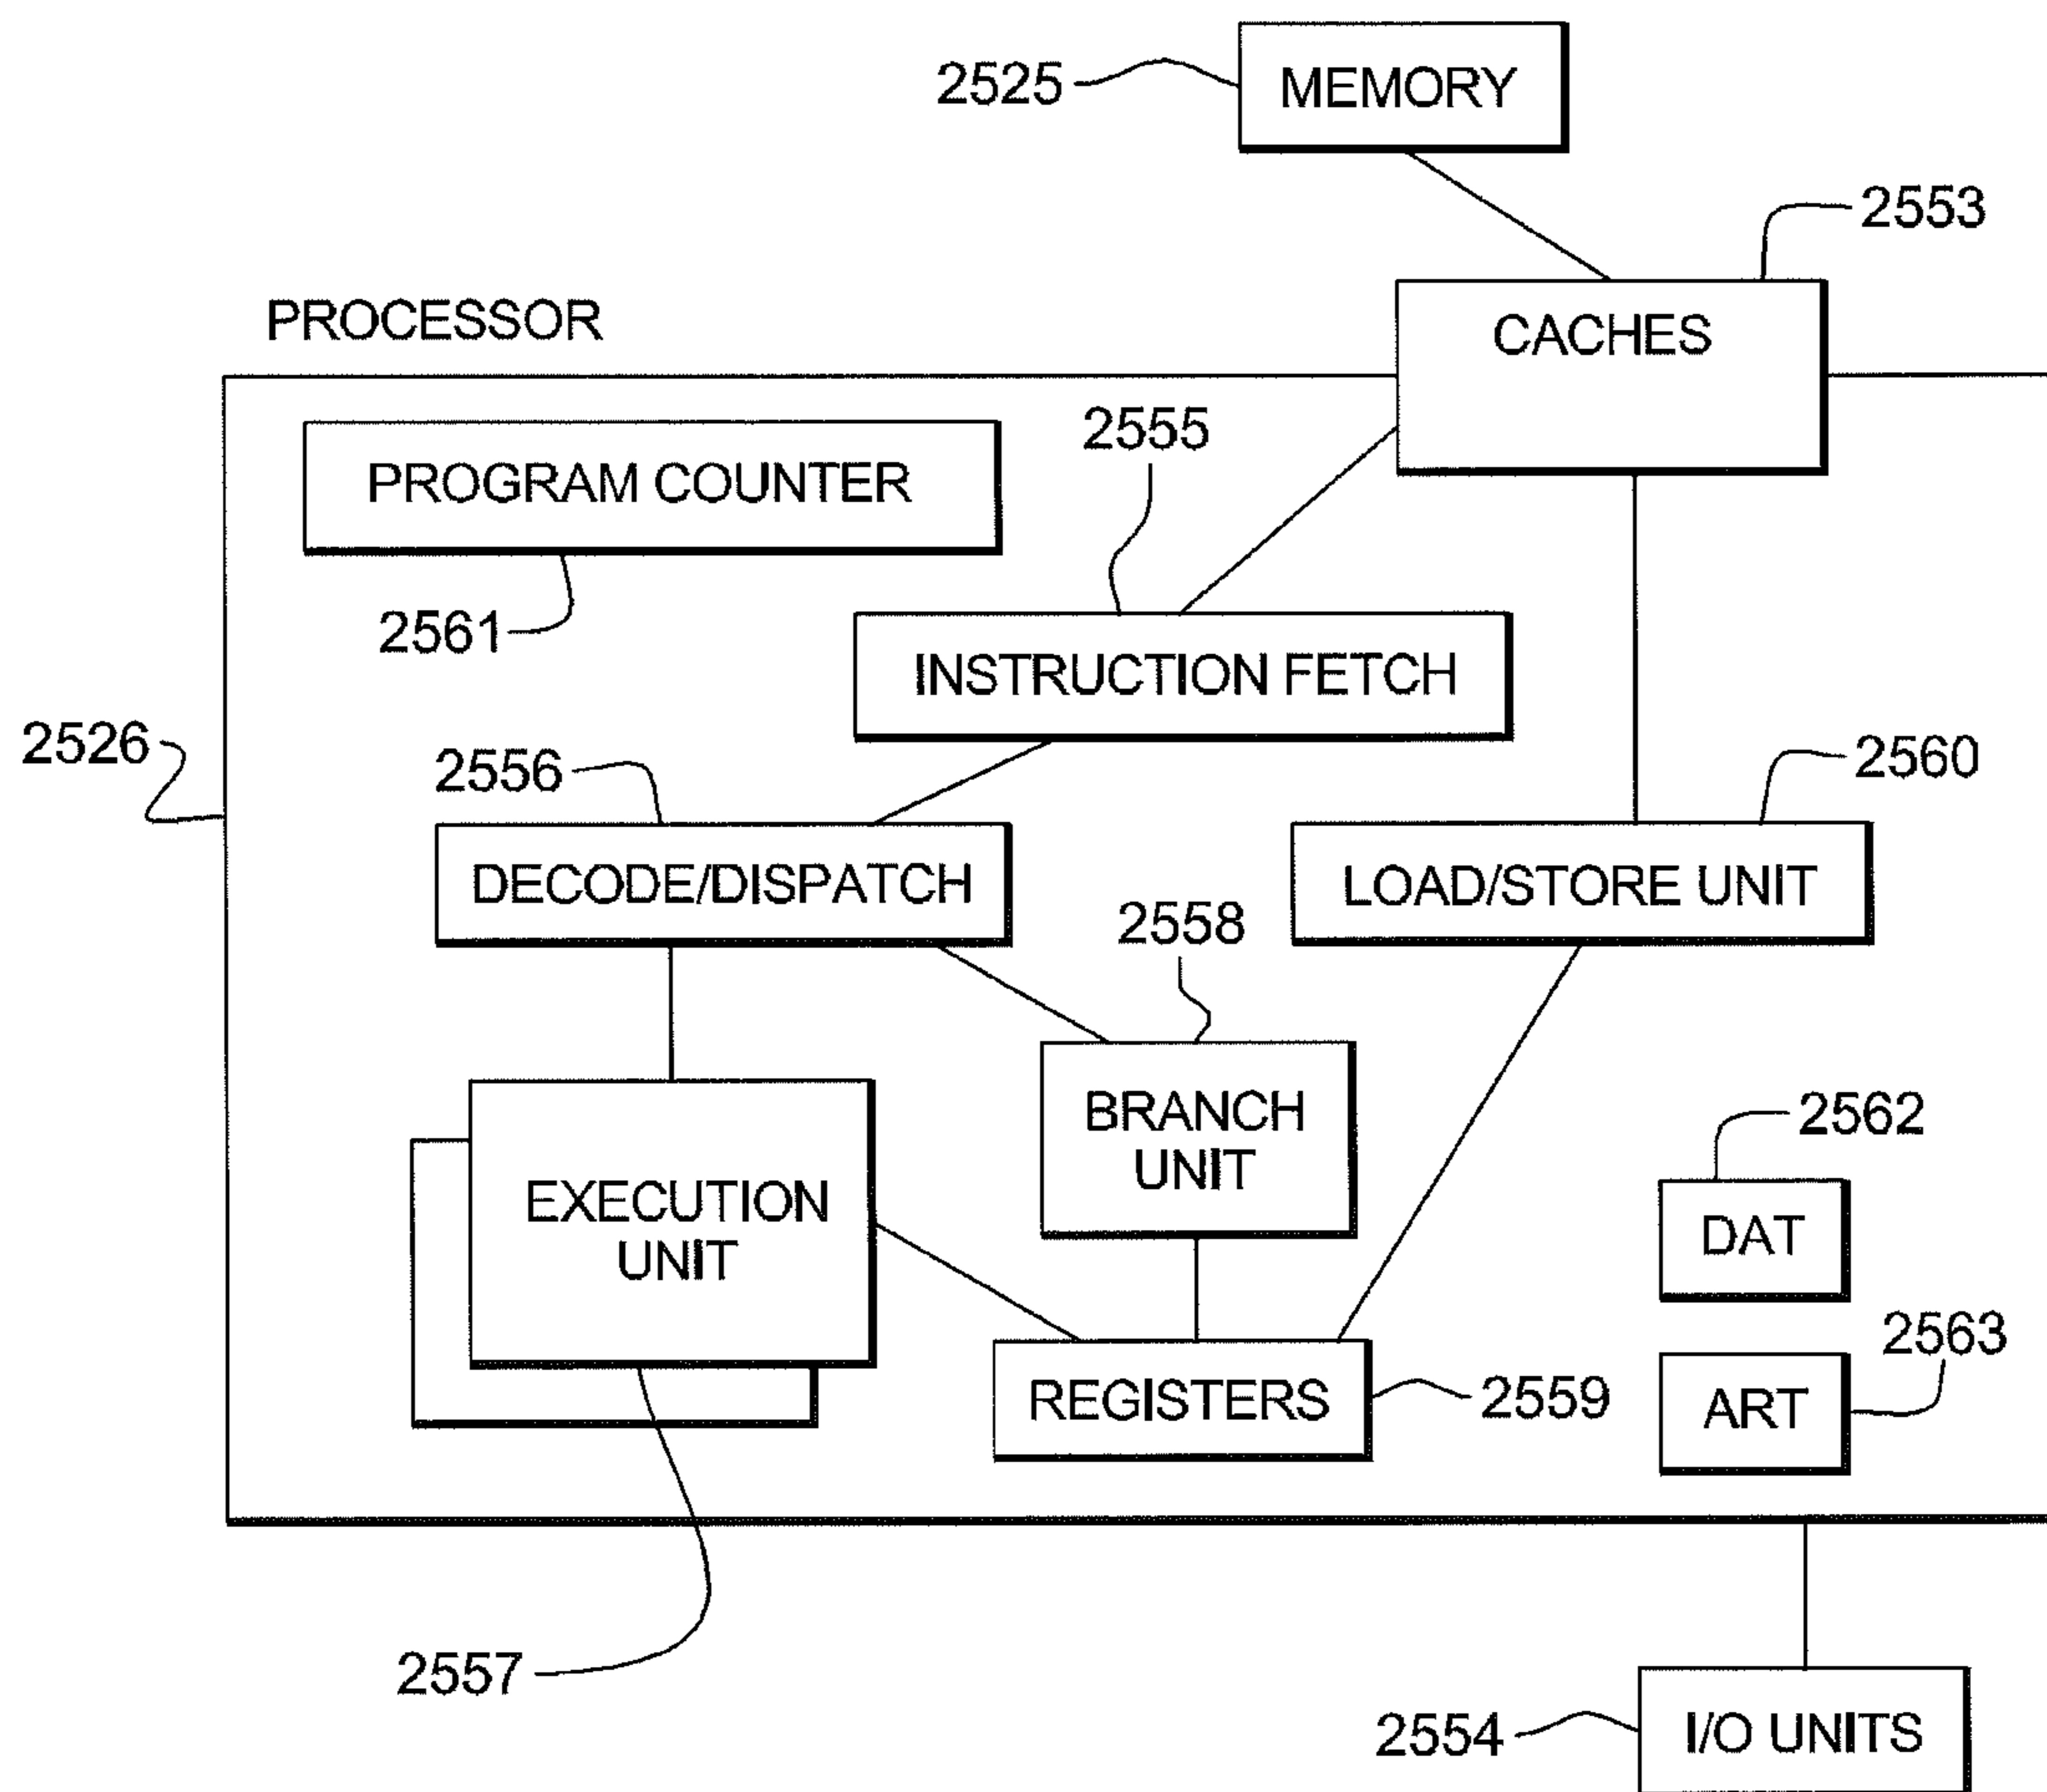 2525
MEMORY
2553
PROCESSOR
CACHES
2555
PROGRAM COUNTER
2561
INSTRUCTION FETCH
2526
2556
2560
DECODE/DISPATCH
LOAD/STORE UNIT
2558
BRANCH
UNIT
2562
EXECUTION
UNIT
DAT
2563
REGISTERS
2559
ART
2557
2554
I/O UNITS